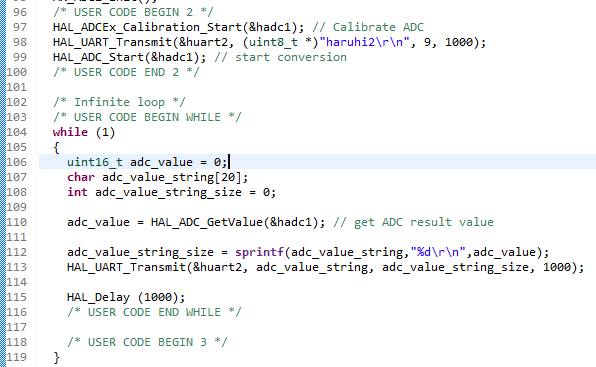 96 /* USER CODE BEGIN 2 */
97 HAL_ADCEx_Calibration_Start(&hadc1); // Calibrate ADC
98 HAL_UART_Transmit(&huart2, (uint8_t *)"haruhi2\r\n", 9, 1000);
99 HAL_ADC_Start(&hadc1); // start conversion
100 /* USER CODE END 2 */
101
102 /* Infinite loop */
103 /* USER CODE BEGIN WHILE */
104 while (1)
105 {
106 uint16_t adc_value = 0;
107 char adc_value_string[20];
108 int adc_value_string_size = 0;
109
110 adc_value = HAL_ADC_GetValue(&hadc1); // get ADC result value
111
112 adc_value_string_size = sprintf(adc_value_string,"%d\r\n",adc_value);
113 HAL_UART_Transmit(&huart2, adc_value_string, adc_value_string_size, 1000);
114
115 HAL_Delay (1000);
116 /* USER CODE END WHILE */
117
118 /* USER CODE BEGIN 3 */
119 }